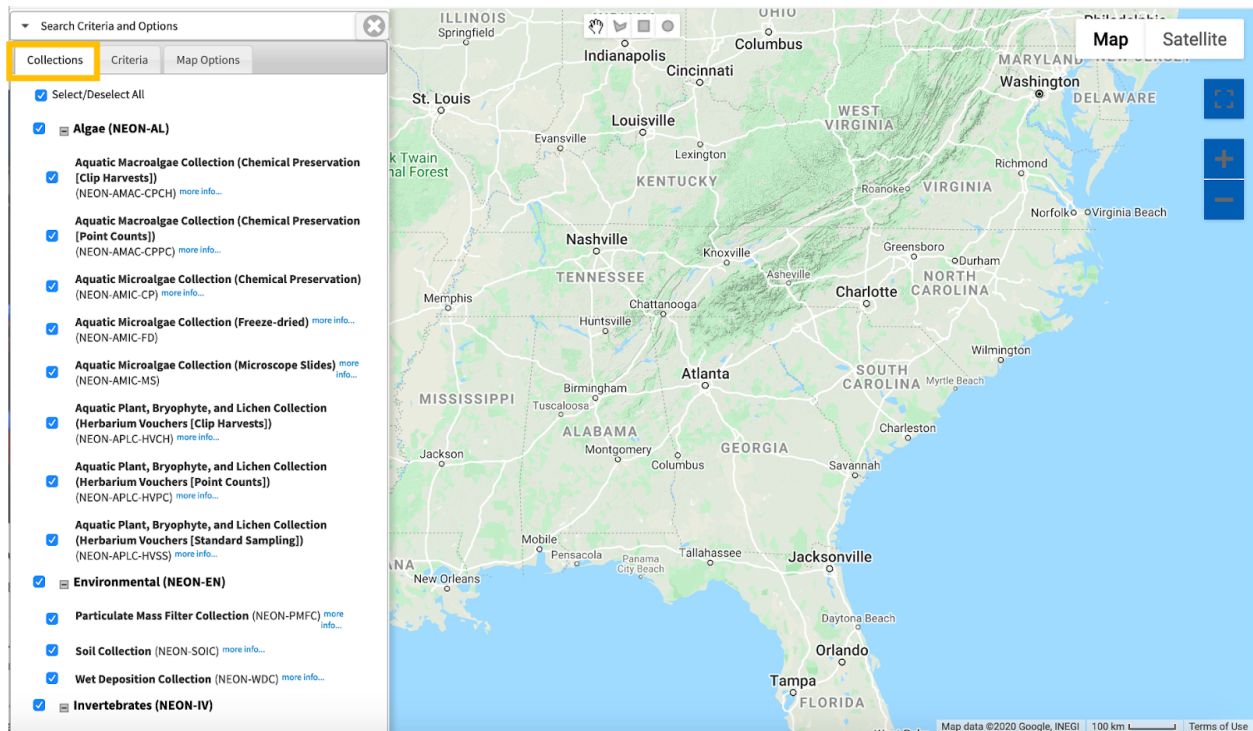 Search Criteria and Options
Collections
Criteria
Map Options
Select/Deselect All
Algae (NEON-AL)
Aquatic Macroalgae Collection (Chemical Preservation
[Clip Harvests])
(NEON-AMAC-CPCH) more info...
Aquatic Macroalgae Collection (Chemical Preservation
[Point Counts])
(NEON-AMAC-CPPC) more info...
Aquatic Microalgae Collection (Chemical Preservation)
(NEON-AMIC-CP) more info...
Aquatic Microalgae Collection (Freeze-dried) more info...
(NEON-AMIC-FD)
Aquatic Microalgae Collection (Microscope Slides) more
info...
(NEON-AMIC-MS)
Aquatic Plant, Bryophyte, and Lichen Collection
(Herbarium Vouchers [Clip Harvests])
(NEON-APLC-HVCH) more info...
Aquatic Plant, Bryophyte, and Lichen Collection
(Herbarium Vouchers [Point Counts])
(NEON-APLC-HVPC) more info...
Aquatic Plant, Bryophyte, and Lichen Collection
(Herbarium Vouchers [Standard Sampling])
(NEON-APLC-HVSS) more info...
Environmental (NEON-EN)
Particulate Mass Filter Collection (NEON-PMFC) more
info...
Soil Collection (NEON-SOIC) more info...
Wet Deposition Collection (NEON-WDC) more info...
Invertebrates (NEON-IV)
Map
Satellite
ILLINOIS
Springfield
OHIO
Indianapolis
Columbus
Philadelphia
MARYLAND
NEW JERSEY
Cincinnati
Washington
DELAWARE
St. Louis
WEST
VIRGINIA
Louisville
Evansville
Lexington
k Twain
nal Forest
KENTUCKY
Richmond
Roanoke
VIRGINIA
Norfolk
Virginia Beach
Nashville
Knoxville
Greensboro
Durham
TENNESSEE
Asheville
NORTH
CAROLINA
Charlotte
Memphis
Chattanooga
Huntsville
Wilmington
Atlanta
SOUTH
CAROLINA
Myrtle Beach
Birmingham
MISSISSIPPI
Tuscaloosa
Charleston
ALABAMA
Montgomery
GEORGIA
Jackson
Columbus
Savannah
Mobile
Pensacola
Panama
City Beach
Tallahassee
Jacksonville
ANA
New Orleans
Daytona Beach
Orlando
Tampa
FLORIDA
Map data ©2020 Google, INEGI
100 km
Terms of Use